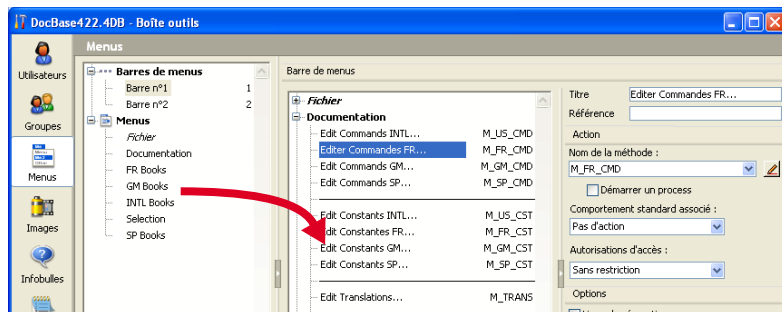 DocBase422.4DB - Boîte outils
Menus
Utilisateurs
Groupes
Menus
Images
Infobulles
Barres de menus
Barre n°1 1
Barre n°2 2
Menus
Fichier
Documentation
FR Books
GM Books
INTL Books
Selection
SP Books
Barre de menus
Fichier
Documentation
Edit Commands INTL... M_US_CMD
Editer Commandes FR... M_FR_CMD
Edit Commands GM... M_GM_CMD
Edit Commands SP... M_SP_CMD
Edit Constants INTL... M_US_CST
Edit Constantes FR... M_FR_CST
Edit Constants GM... M_GM_CST
Edit Constants SP... M_SP_CST
Edit Translations... M_TRANS
Titre Editer Commandes FR...
Référence
Action
Nom de la méthode :
M_FR_CMD
Démarrer un process
Comportement standard associé :
Pas d'action
Autorisations d'accès :
Sans restriction
Options